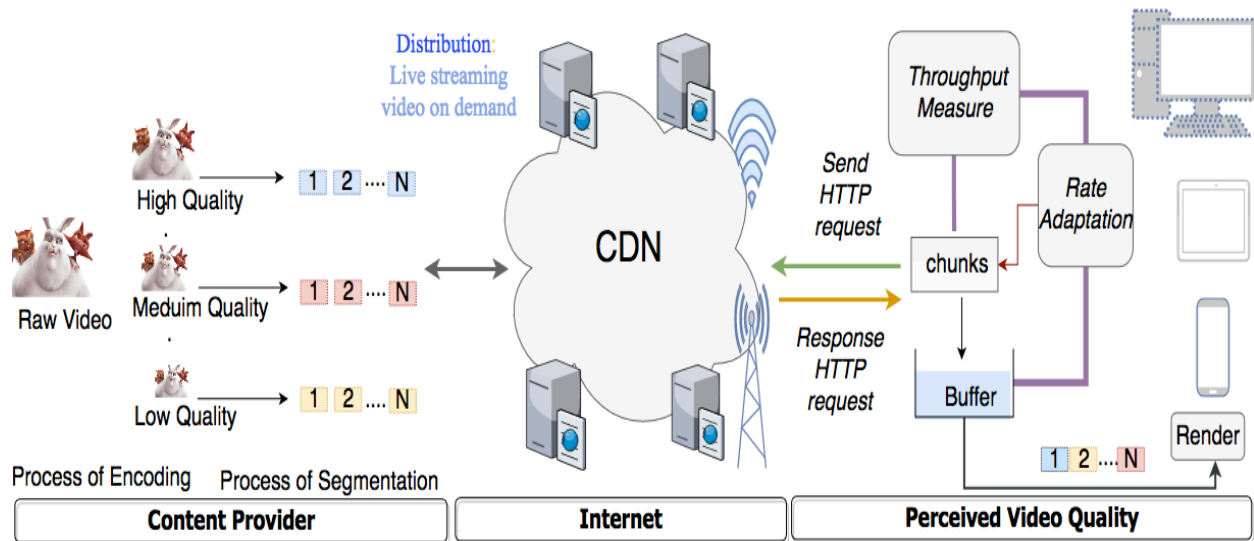 Distribution:
Live streaming
video on demand
High Quality
1 2 .... N
Raw Video
Meduim Quality
1 2 .... N
Low Quality
1 2 .... N
Process of Encoding
Process of Segmentation
Content Provider
CDN
Internet
Send
HTTP
request
Response
HTTP
request
Throughput
Measure
Rate
Adaptation
chunks
Buffer
1 2 .... N
Render
Perceived Video Quality